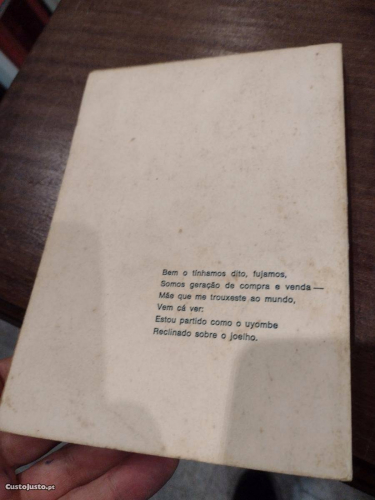 Bem o tínhamos dito, fujamos,
Somos geração de compra e venda —
Mãe que me trouxeste ao mundo,
Vem cá ver:
Estou partido como o uyombe
Reclinado sobre o joelho.
CustoJusto.pt